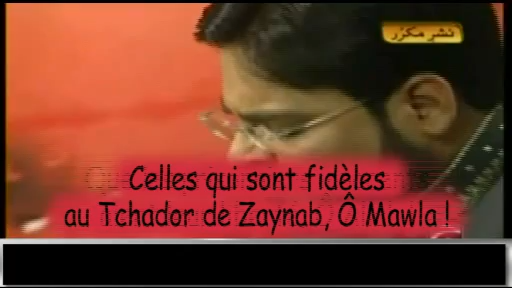 نشر مكرر
Celles qui sont fidèles
au Tchador de Zaynab, Ô Mawla !